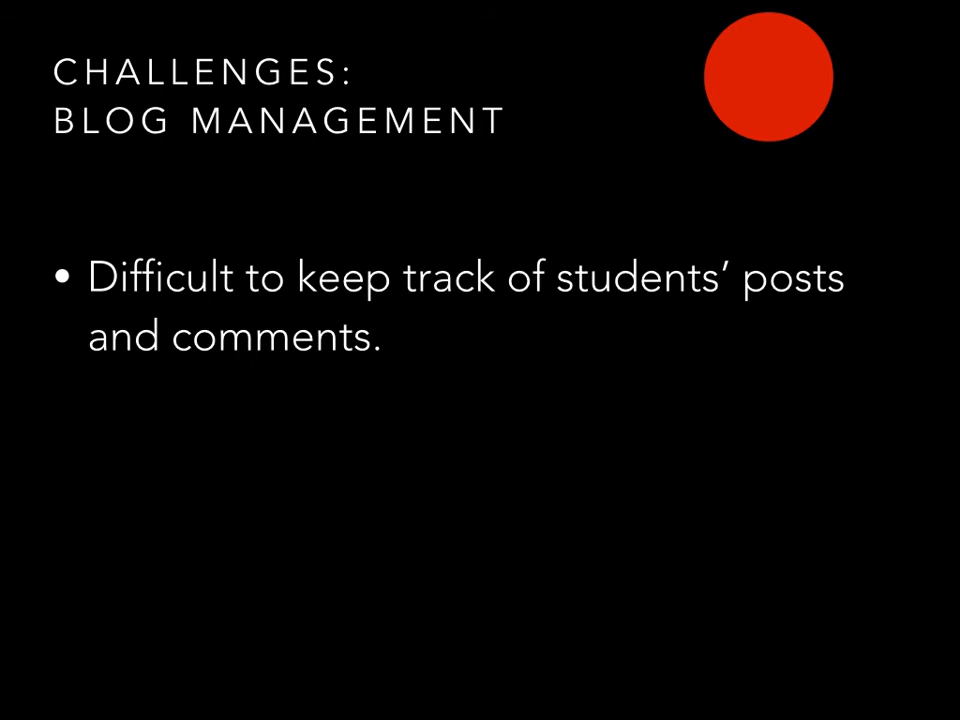 CHALLENGES:
BLOG MANAGEMENT
• Difficult to keep track of students’ posts
and comments.